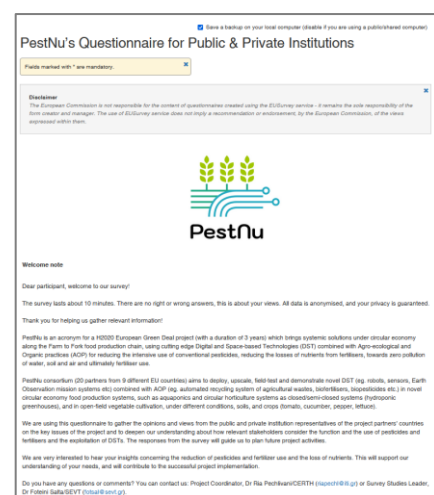 Save a backup on your local computer (disable if you are using a public/shared computer)
PestNu's Questionnaire for Public & Private Institutions
Fields marked with * are mandatory.
Disclaimer
The European Commission is not responsible for the content of questionnaires created using the EUSurvey service - it remains the sole responsibility of the
form creator and manager. The use of EUSurvey service does not imply a recommendation or endorsement, by the European Commission, of the views
expressed within them.
PestNu
Welcome note
Dear participant, welcome to our survey!
The survey lasts about 10 minutes. There are no right or wrong answers, this is about your views. All data is anonymised, and your privacy is guaranteed.
Thank you for helping us gather relevant information!
PestNu is an acronym for a H2020 European Green Deal project (with a duration of 3 years) which brings systemic solutions under circular economy
along the Farm to Fork food production chain, using cutting edge Digital and Space-based Technologies (DST) combined with Agro-ecological and
Organic practices (AOP) for reducing the intensive use of conventional pesticides, reducing the losses of nutrients from fertilisers, towards zero pollution
of water, soil and air and ultimately fertiliser use.
PestNu consortium (20 partners from 9 different EU countries) aims to deploy, upscale, field-test and demonstrate novel DST (eg. robots, sensors, Earth
Observation mission systems etc) combined with AOP (eg. automated recycling system of agricultural wastes, biofertilisers, biopesticides etc.) in novel
circular economy food production systems, such as aquaponics and circular horticulture systems as closed/semi-closed systems (hydroponic
greenhouses), and in open-field vegetable cultivation, under different conditions, soils, and crops (tomato, cucumber, pepper, lettuce).
We are using this questionnaire to gather the opinions and views from the public and private institution representatives of the project partners' countries
on the key issues of the project and to deepen our understanding about how relevant stakeholders consider the function and the use of pesticides and
fertilisers and the exploitation of DSTs. The responses from the survey will guide us to plan future project activities.
We are very interested to hear your insights concerning the reduction of pesticides and fertilizer use and the loss of nutrients. This will support our
understanding of your needs, and will contribute to the successful project implementation.
Do you have any questions or comments? You can contact us: Project Coordinator, Dr Ria Pechlivani/CERTH (riapechl@iti.gr) or Survey Studies Leader,
Dr Foteini Salta/SEVT (fotsal@sevt.gr).